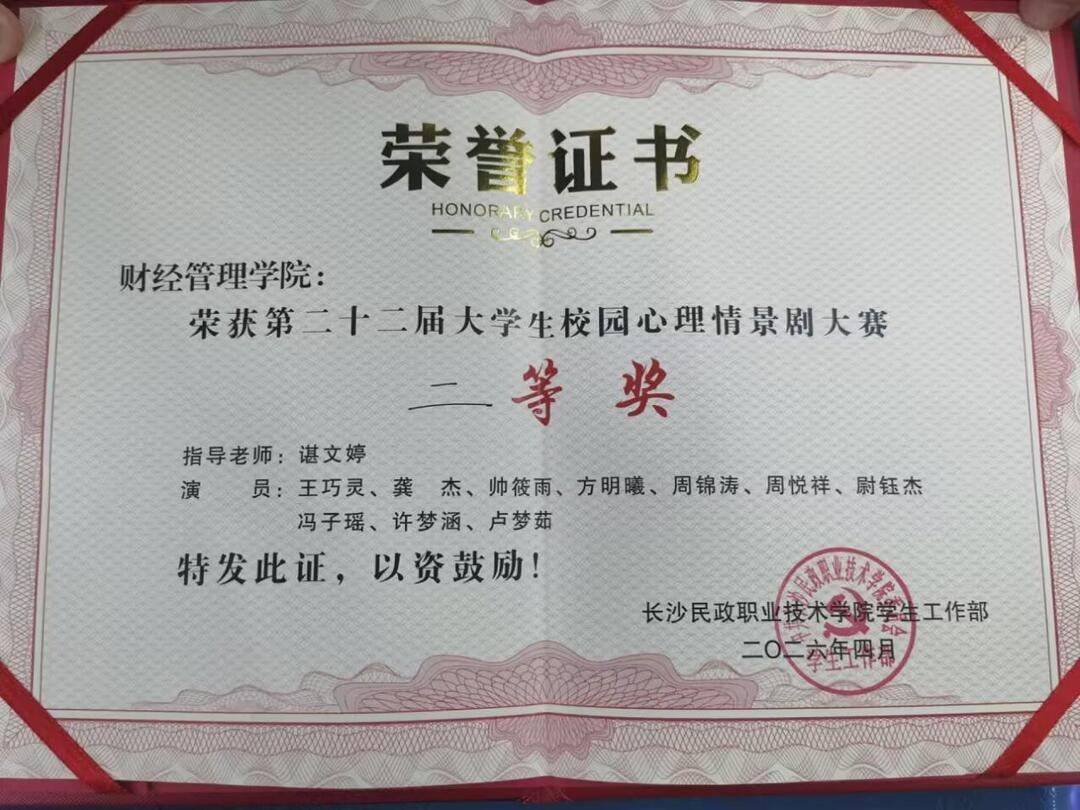 荣誉证书
HONORARY CREDENTIAL
财经管理学院：
荣获第二十二届大学生校园心理情景剧大赛
二等奖
指导老师：谌文婷
演　　员：王巧灵、龚　杰、帅筱雨、方明曦、周锦涛、周悦祥、尉钰杰
冯子瑶、许梦涵、卢梦茹
特发此证，以资鼓励！
长沙民政职业技术学院学生工作部
二〇二六年四月
学生工作部